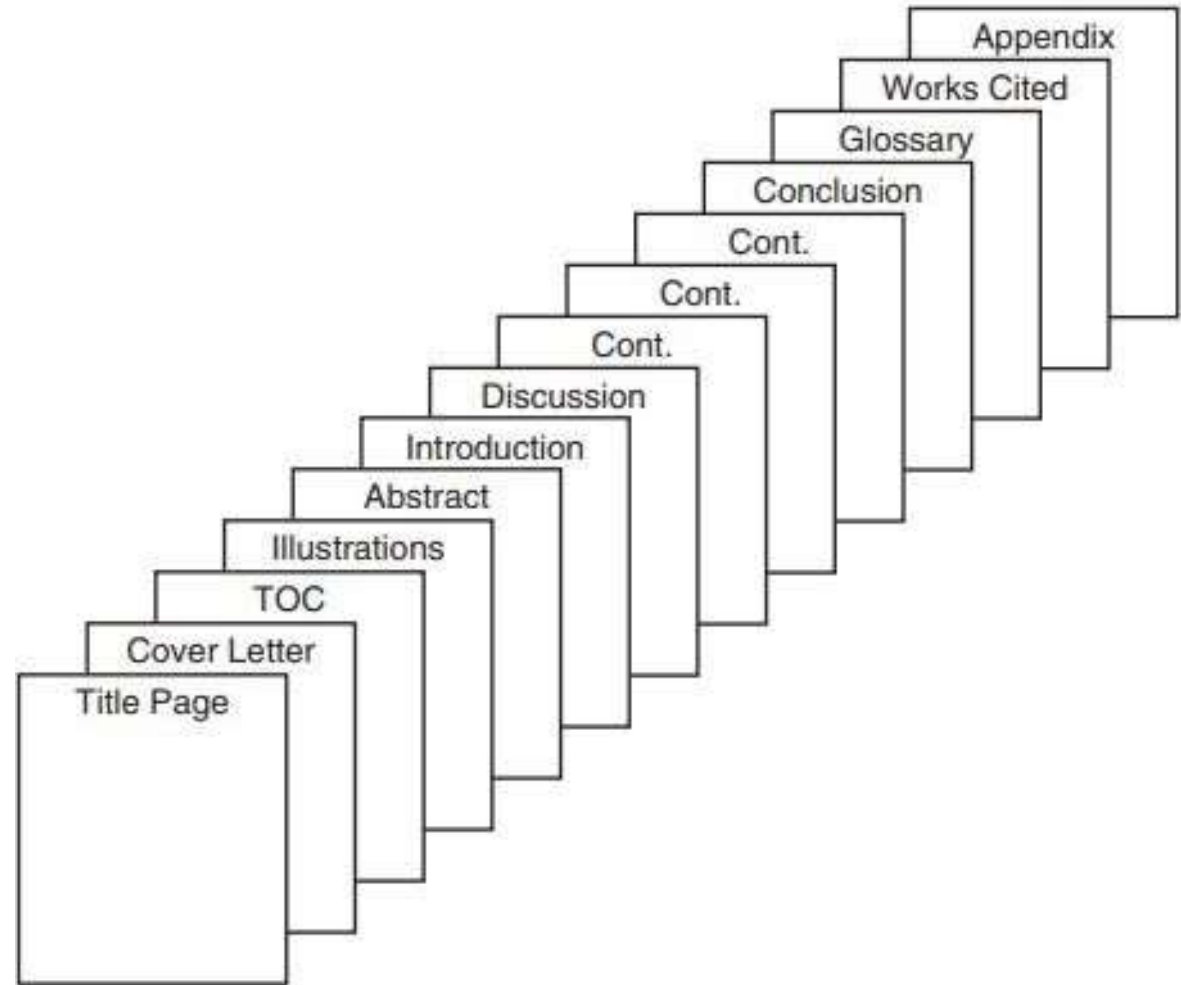 Appendix
Works Cited
Glossary
Conclusion
Cont.
Cont.
Cont.
Discussion
Introduction
Abstract
Illustrations
TOC
Cover Letter
Title Page